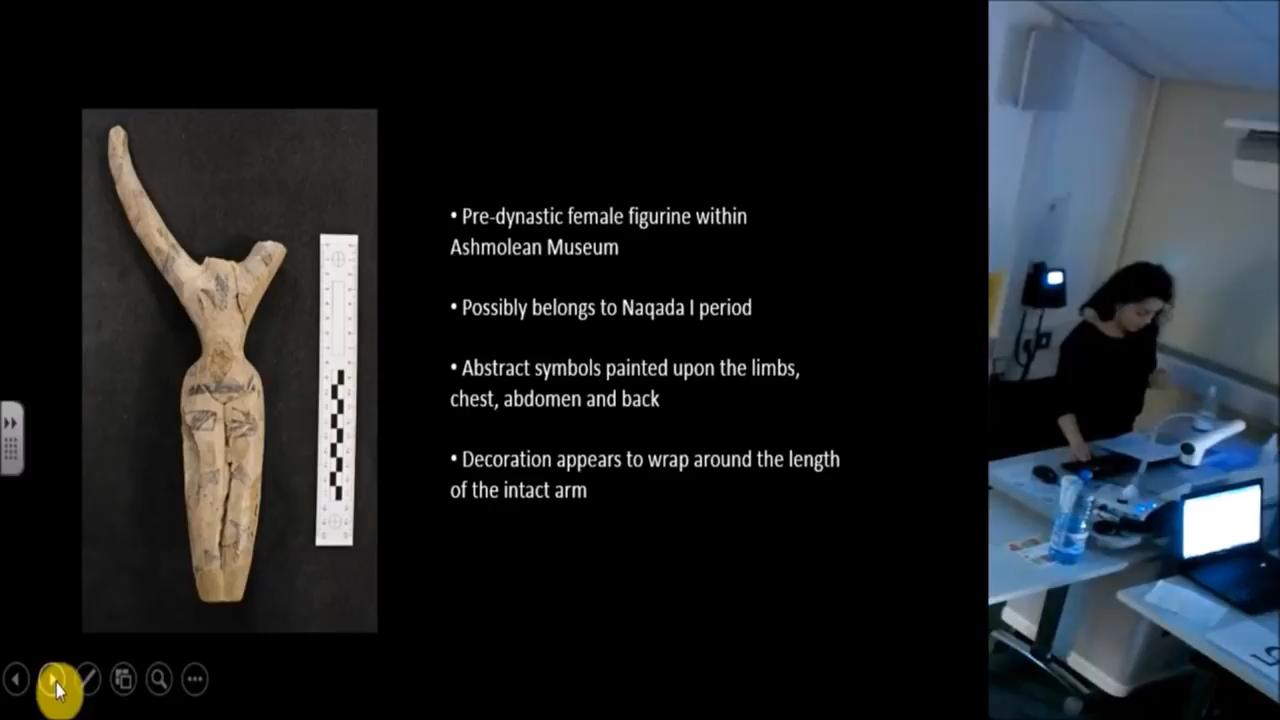 • Pre-dynastic female figurine within
Ashmolean Museum
• Possibly belongs to Naqada I period
• Abstract symbols painted upon the limbs,
chest, abdomen and back
• Decoration appears to wrap around the length
of the intact arm